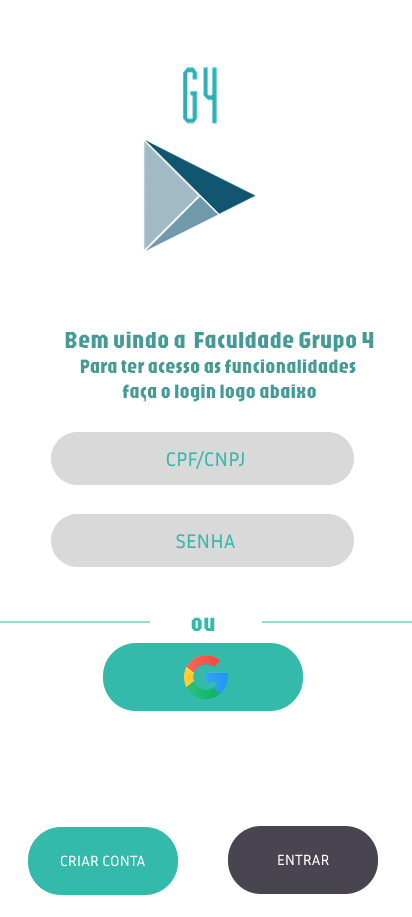 G4
Bem vindo a Faculdade Grupo 4
Para ter acesso as funcionalidades
faça o login logo abaixo
CPF/CNPJ
SENHA
ou
CRIAR CONTA
ENTRAR